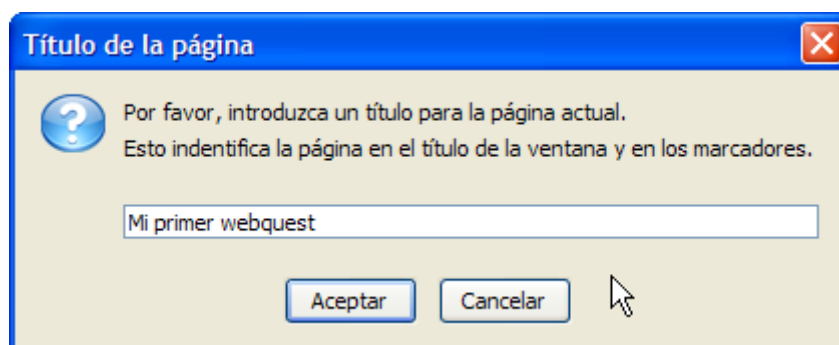 Título de la página
Por favor, introduzca un título para la página actual.
Esto indentifica la página en el título de la ventana y en los marcadores.
Mi primer webquest
Aceptar Cancelar